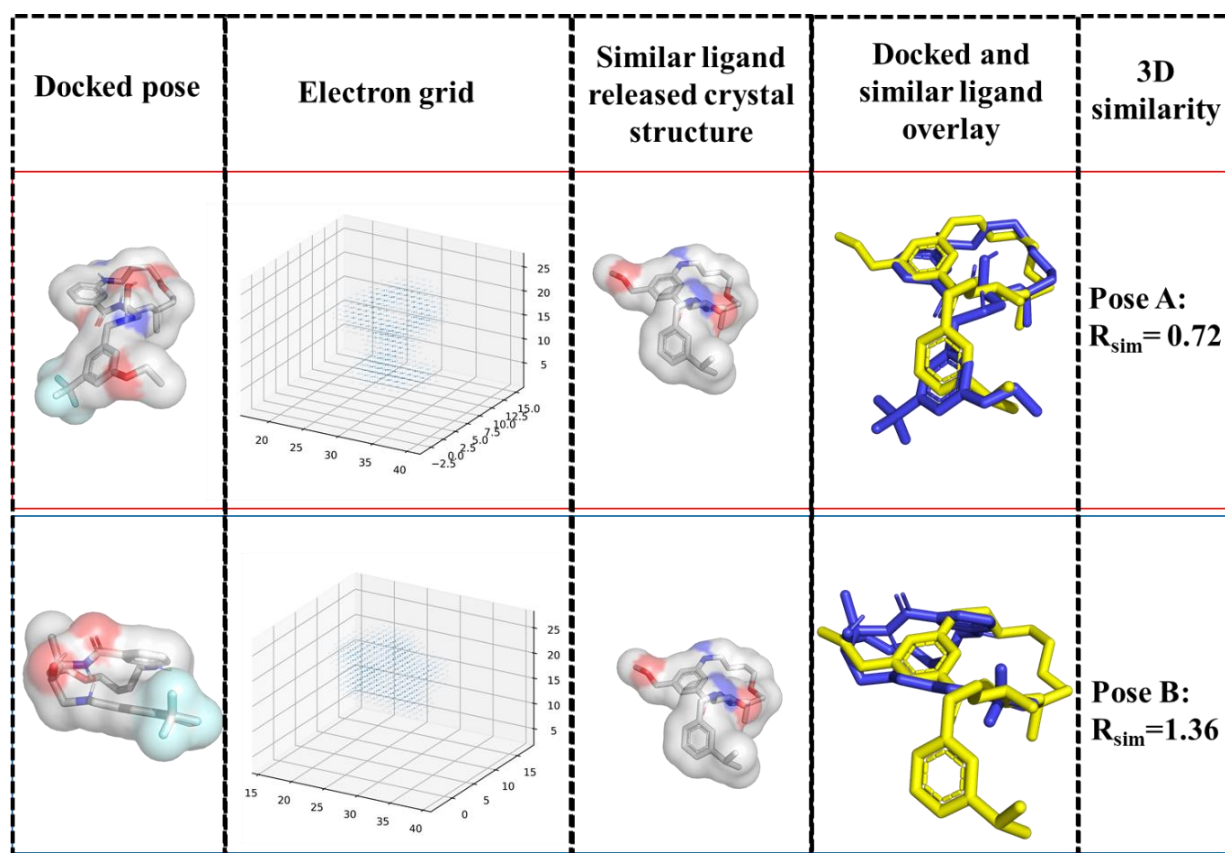 Docked pose
Electron grid
Similar ligand
released crystal
structure
Docked and
similar ligand
overlay
3D
similarity
25
20
15
10
5
20
25
30
35
40
−2.5
0.0
2.5
5.0
7.5
10.0
12.5
15.0
Pose A:
Rsim= 0.72
25
20
15
10
5
15
20
25
30
35
40
0
5
10
15
Pose B:
Rsim=1.36